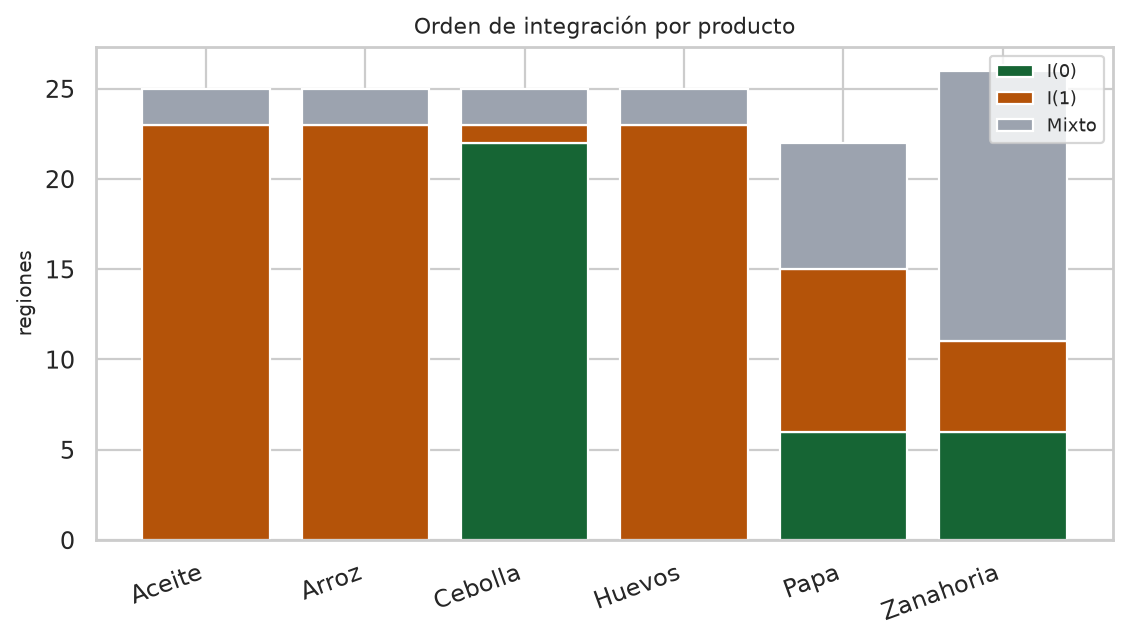 Orden de integración por producto
I(0)
I(1)
Mixto
regiones
25
20
15
10
5
0
Aceite
Arroz
Cebolla
Huevos
Papa
Zanahoria